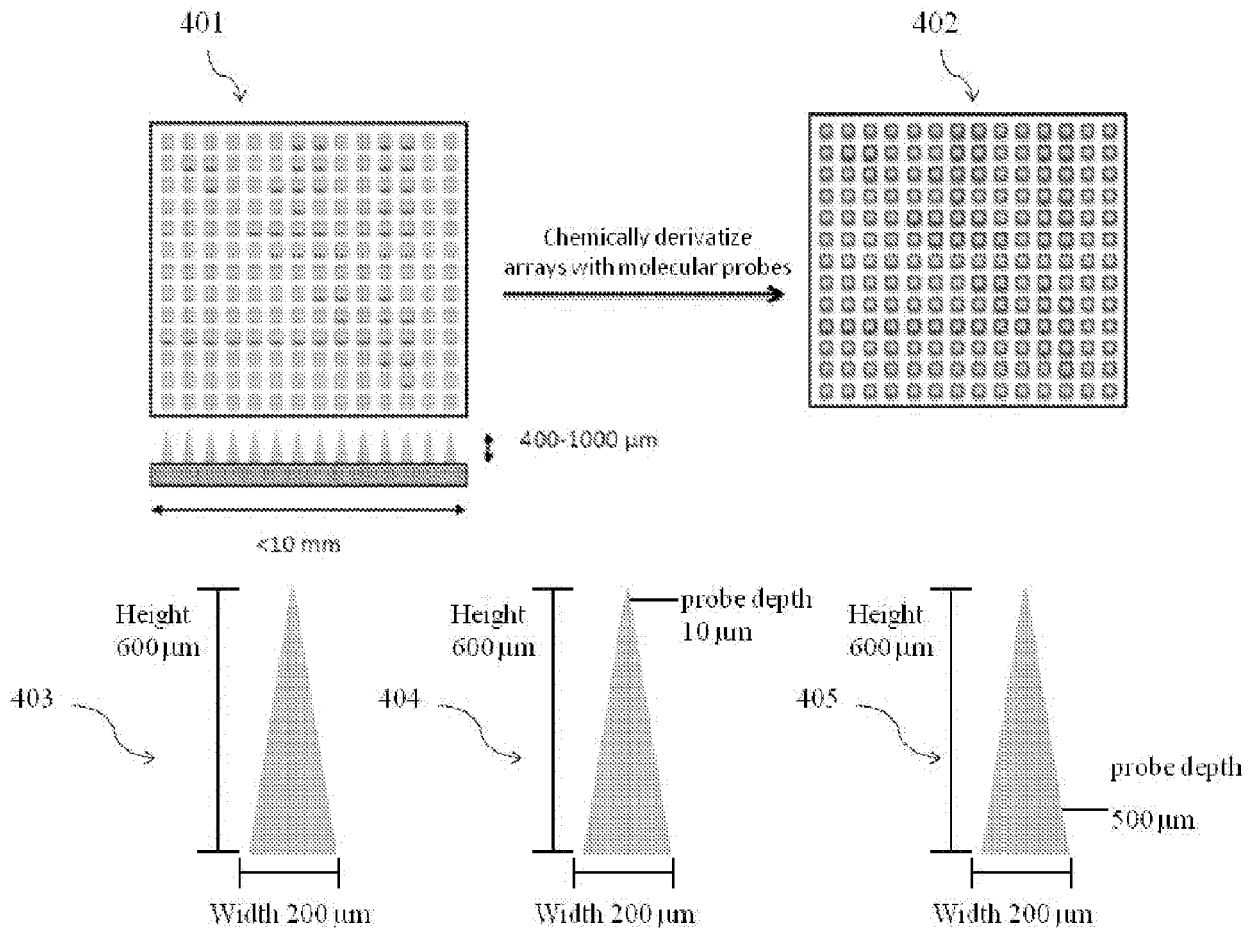 401
402
Chemically derivatize
arrays with molecular probes
400-1000 µm
<10 mm
Height
600 µm
403
Width 200 µm
Height
600 µm
probe depth
10 µm
404
Width 200 µm
Height
600 µm
405
probe depth
500 µm
Width 200 µm